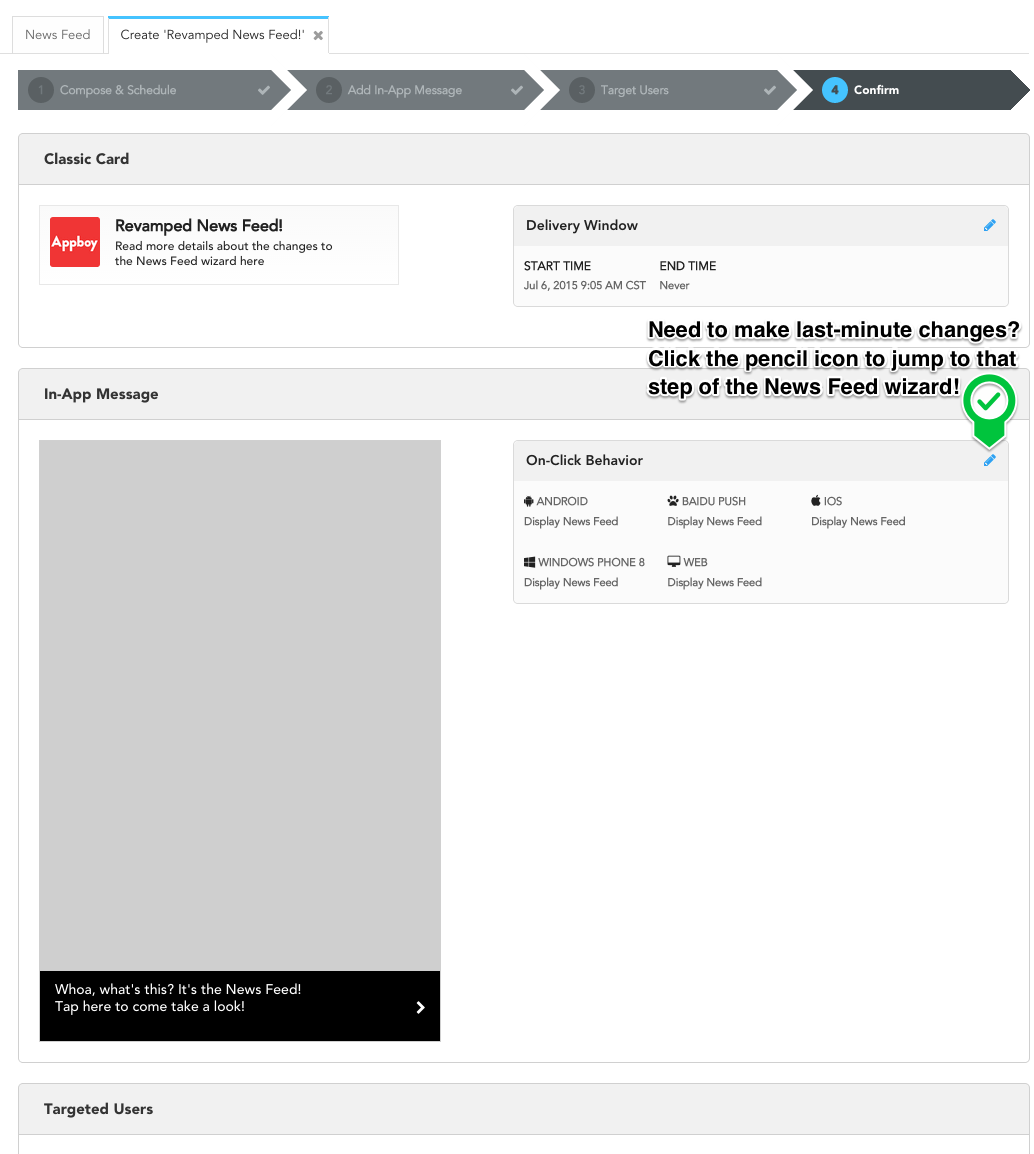 News Feed
Create 'Revamped News Feed!'
1 Compose & Schedule
2 Add In-App Message
3 Target Users
4 Confirm
Classic Card
Appboy
Revamped News Feed!
Read more details about the changes to
the News Feed wizard here
Delivery Window
START TIME END TIME
Jul 6, 2015 9:05 AM CST Never
Need to make last-minute changes?
Click the pencil icon to jump to that
step of the News Feed wizard!
In-App Message
On-Click Behavior
ANDROID BAIDU PUSH IOS
Display News Feed Display News Feed Display News Feed
WINDOWS PHONE 8 WEB
Display News Feed Display News Feed
Whoa, what's this? It's the News Feed!
Tap here to come take a look!
Targeted Users